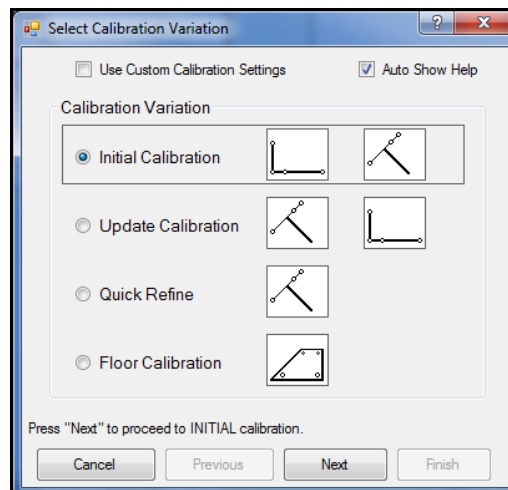 Select Calibration Variation
Use Custom Calibration Settings Auto Show Help
Calibration Variation
Initial Calibration
Update Calibration
Quick Refine
Floor Calibration
Press "Next" to proceed to INITIAL calibration.
Cancel Previous Next Finish